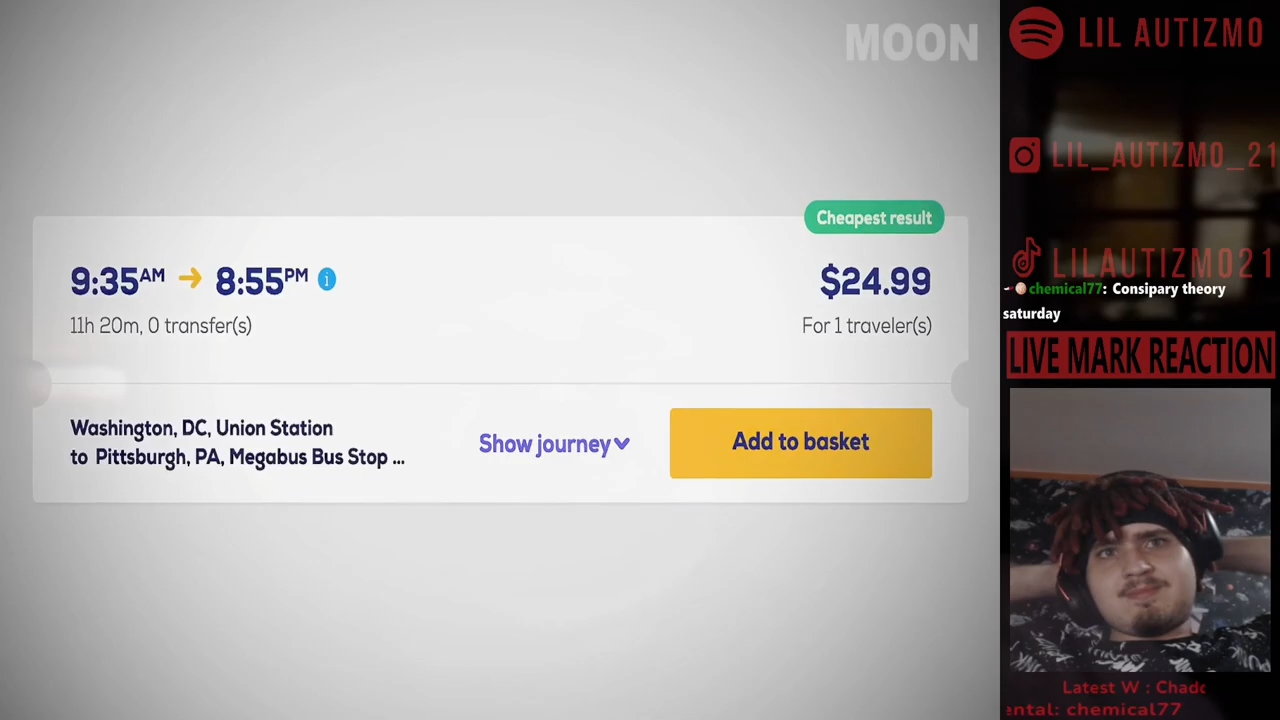 MOON
LIL AUTIZMO
LIL_AUTIZMO_21
LILAUTIZMO21
chemical77: Consipary theory
saturday
LIVE MARK REACTION
Cheapest result
9:35AM → 8:55PM i
$24.99
11h 20m, 0 transfer(s)
For 1 traveler(s)
Washington, DC, Union Station
to Pittsburgh, PA, Megabus Bus Stop ...
Show journey
Add to basket
Latest W : Chadc
ental: chemical77